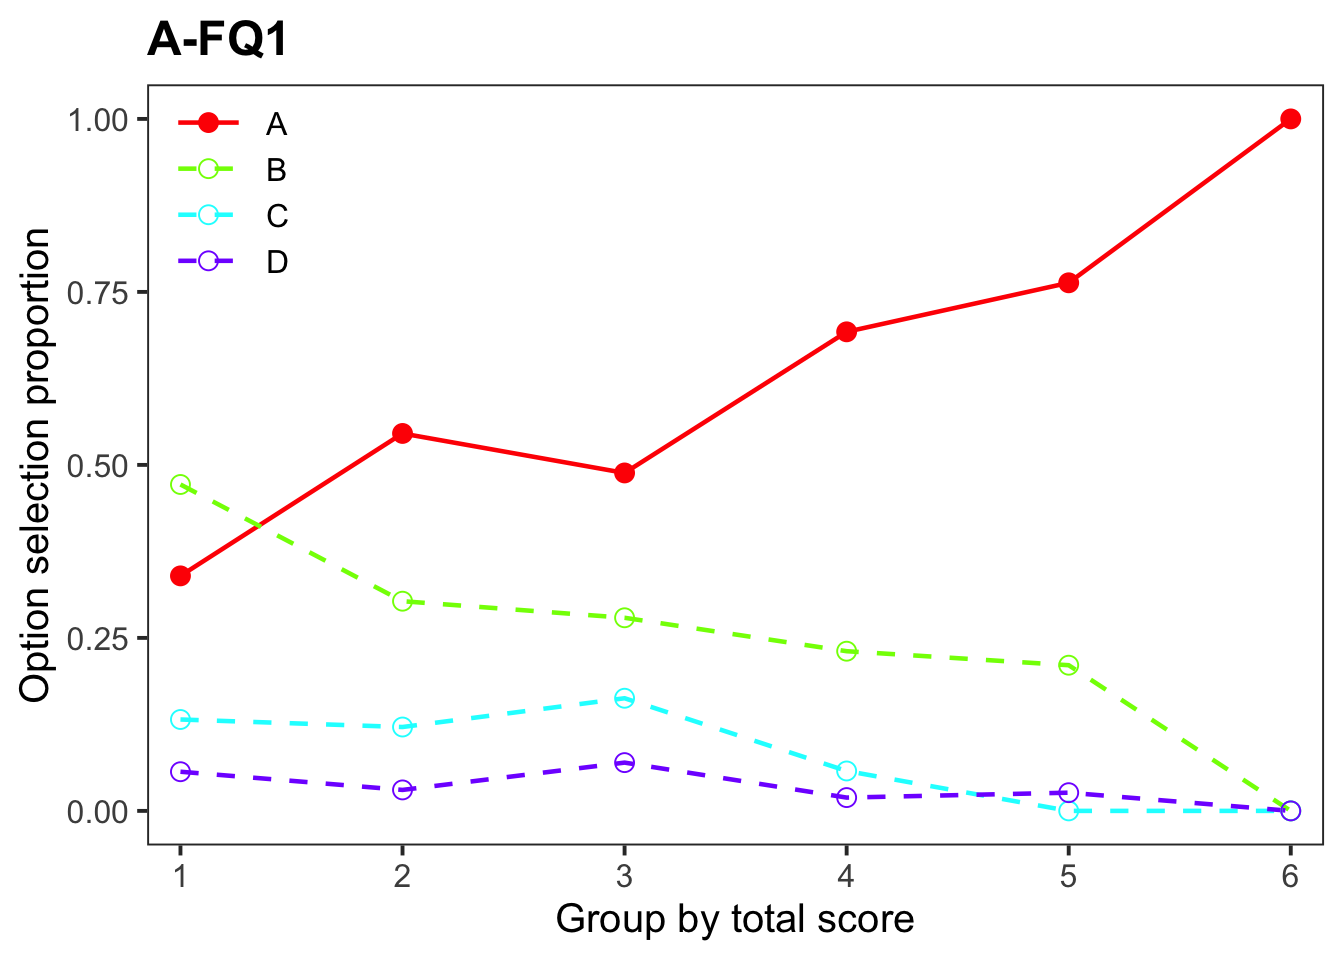 A-FQ1
A
B
C
D
1.00
0.75
0.50
0.25
0.00
Option selection proportion
1 2 3 4 5 6
Group by total score